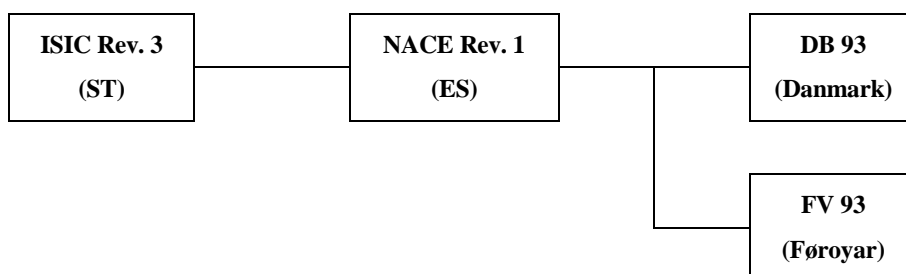 ISIC Rev. 3
(ST)
NACE Rev. 1
(ES)
DB 93
(Danmark)
FV 93
(Føroyar)